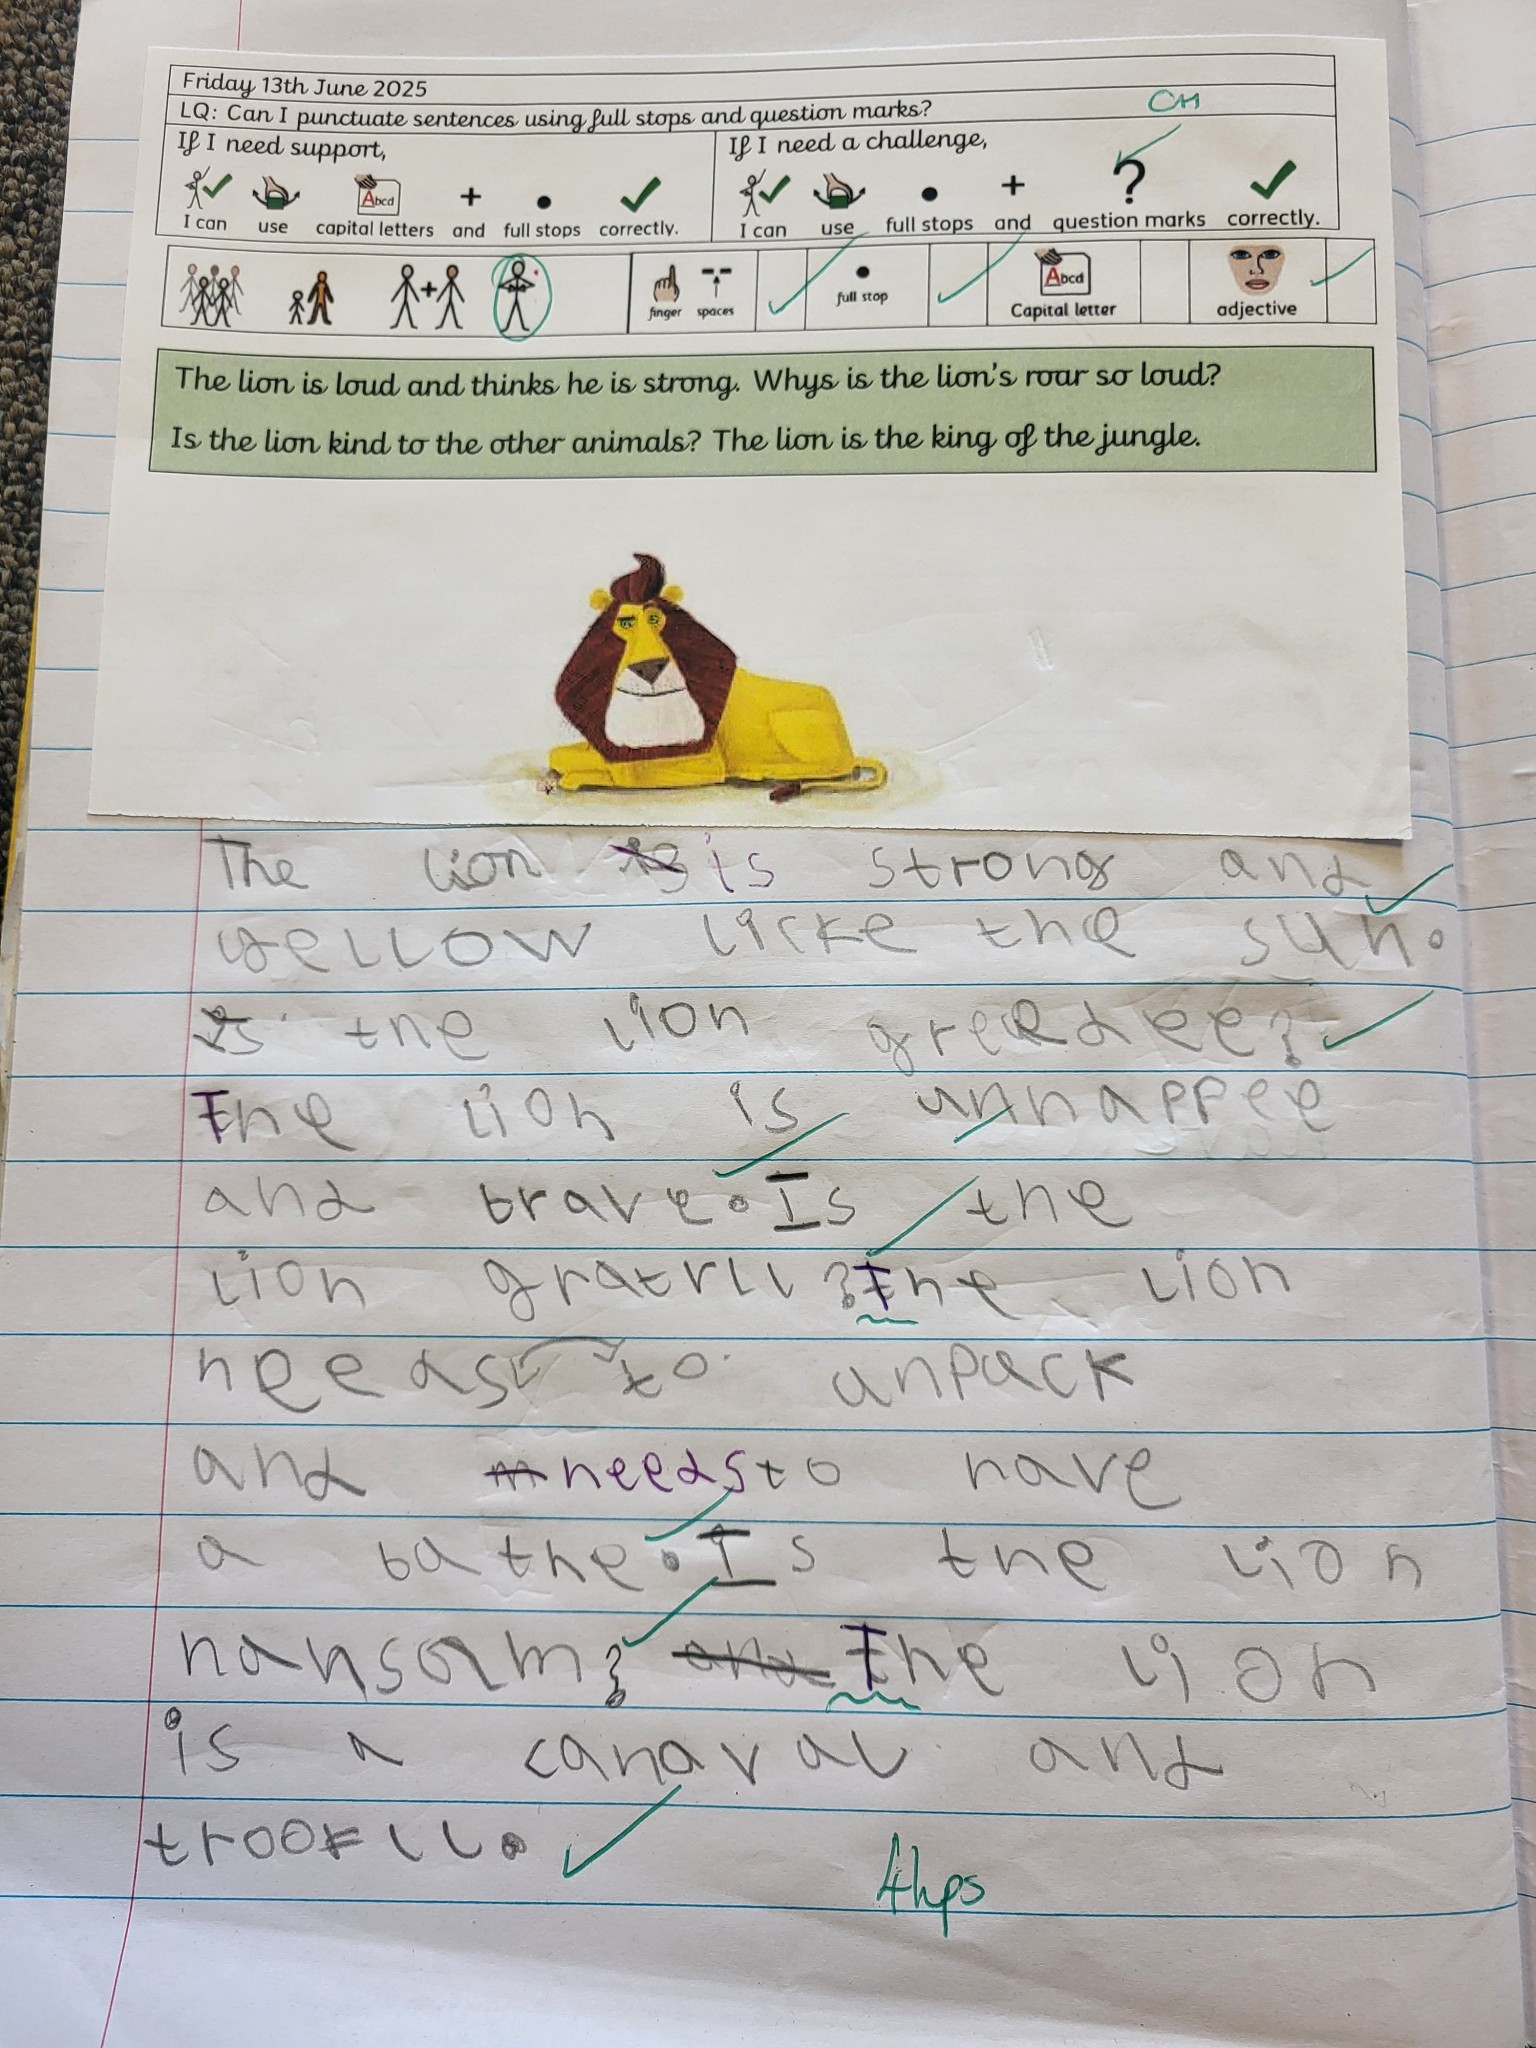 Friday 13th June 2025
LQ: Can I punctuate sentences using full stops and question marks?
CH
If I need support,
If I need a challenge,
Abcd + .
I can use capital letters and full stops correctly.
. + ?
I can use full stops and question marks correctly.
finger spaces
full stop
Abcd
Capital letter
adjective
The lion is loud and thinks he is strong. Whys is the lion's roar so loud?
Is the lion kind to the other animals? The lion is the king of the jungle.
The lion is is strong and
yellow licke the sun.
Is the lion greedee?
The lion is unhappee
and brave. Is the
lion gratrll? The lion
needs to unpack
and needs to have
a bathe. Is the lion
hansam? and The lion
is a canaval and
trookll.
4hps